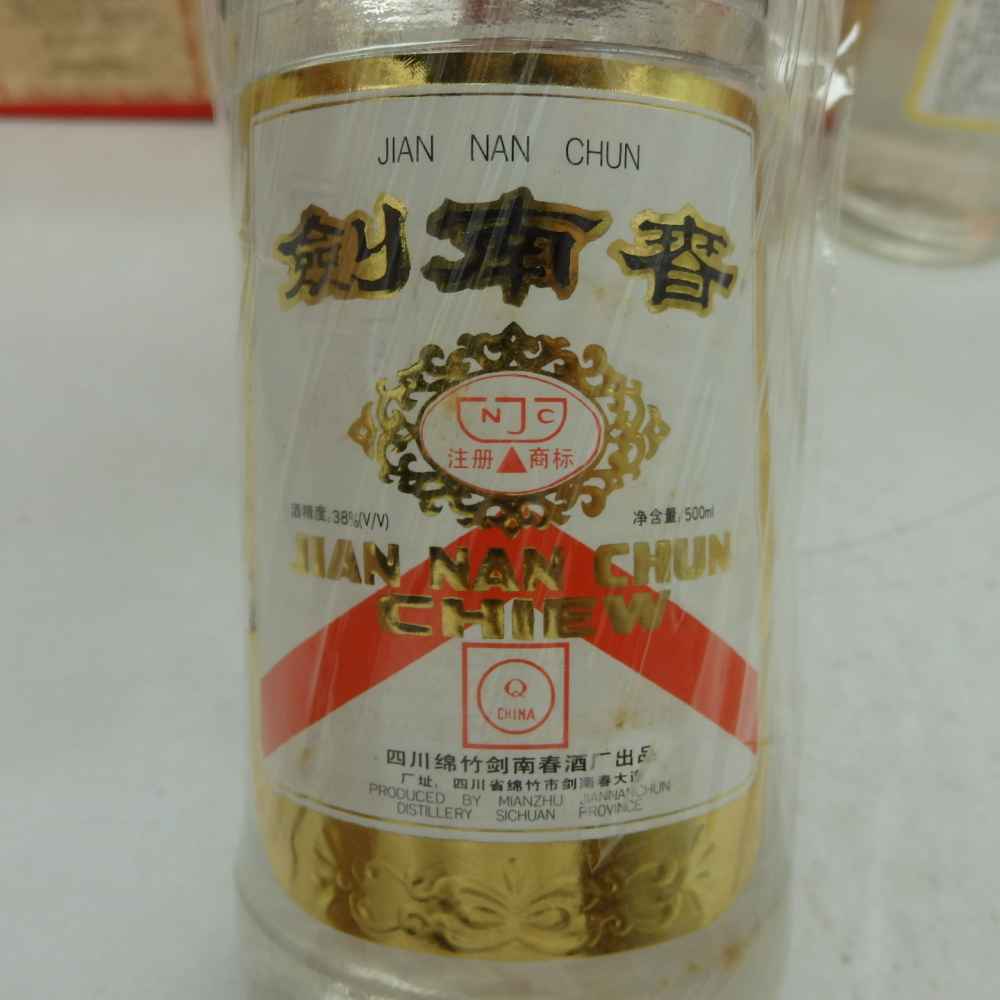 JIAN NAN CHUN
劍南春
NJC
注册 商标
酒精度:38%(V/V)
净含量:500ml
JIAN NAN CHUN
CHIEW
Q
CHINA
四川绵竹剑南春酒厂出品
厂址:四川省绵竹市剑南春大道
PRODUCED BY MIANZHU JIANNANCHUN
DISTILLERY SICHUAN PROVINCE